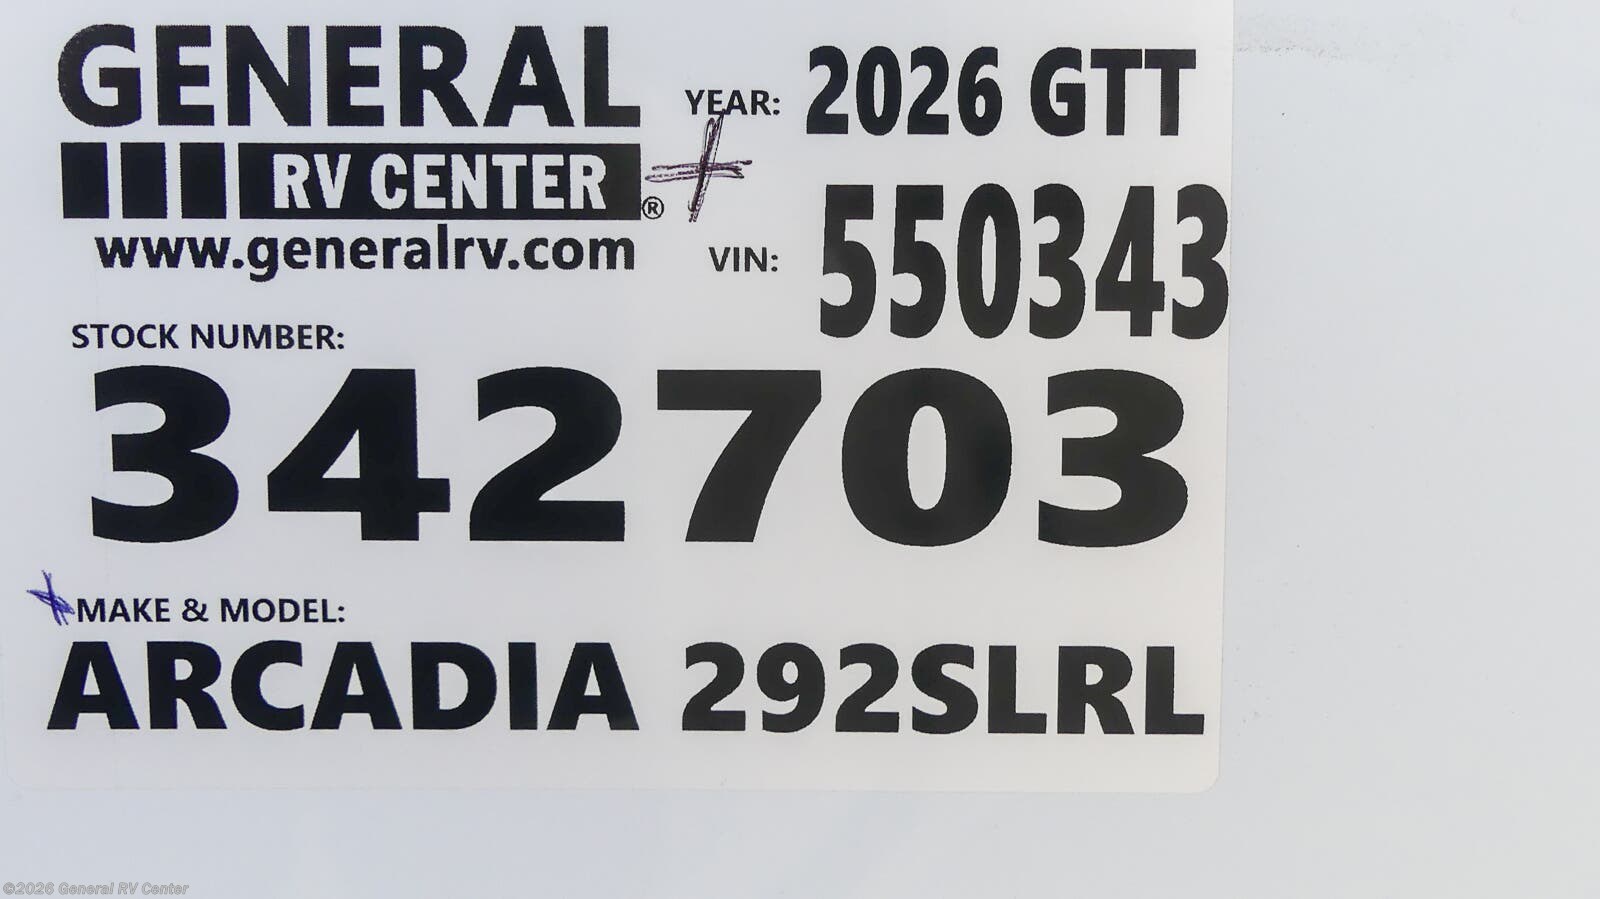 GENERAL
RV CENTER®
www.generalrv.com
YEAR: 2026 GTT
VIN: 550343
STOCK NUMBER:
342703
MAKE & MODEL:
ARCADIA 292SLRL
©2026 General RV Center